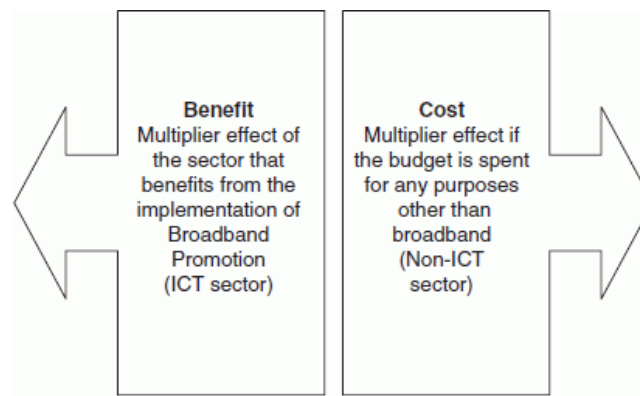 Benefit
Multiplier effect of
the sector that
benefits from the
implementation of
Broadband
Promotion
(ICT sector)
Cost
Multiplier effect if
the budget is spent
for any purposes
other than
broadband
(Non-ICT
sector)